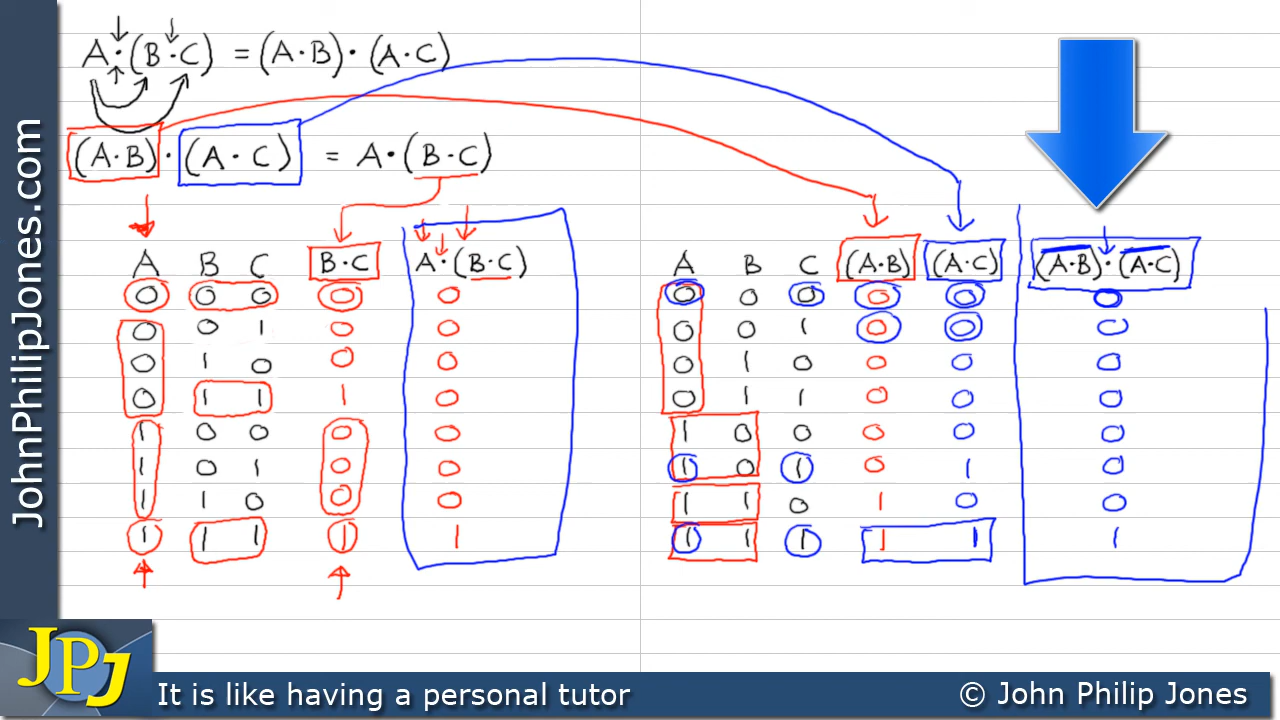 A·(B·C) = (A·B)·(A·C)
(A·B)·(A·C) = A·(B·C)
A B C B·C A·(B·C)
0 0 0 0 0
0 0 1 0 0
0 1 0 0 0
0 1 1 1 0
1 0 0 0 0
1 0 1 0 0
1 1 0 0 0
1 1 1 1 1
A B C (A·B) (A·C) (A·B)·(A·C)
0 0 0 0 0 0
0 0 1 0 0 0
0 1 0 0 0 0
0 1 1 0 0 0
1 0 0 0 0 0
1 0 1 0 1 0
1 1 0 1 0 0
1 1 1 1 1 1
JohnPhilipJones.com
JPJ
It is like having a personal tutor
© John Philip Jones